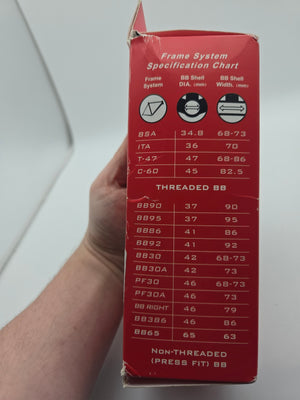 Frame System
Specification Chart
Frame System BB Shell DIA. (mm) BB Shell Width. (mm)
BSA 34.8 68-73
ITA 36 70
T-47 47 68-86
C-60 45 82.5
THREADED BB
BB90 37 90
BB95 37 95
BB86 41 86
BB92 41 92
BB30 42 68-73
BB30A 42 73
PF30 46 68-73
PF30A 46 73
BB RIGHT 46 79
BB386 46 86
BB65 65 63
NON-THREADED
(PRESS FIT) BB